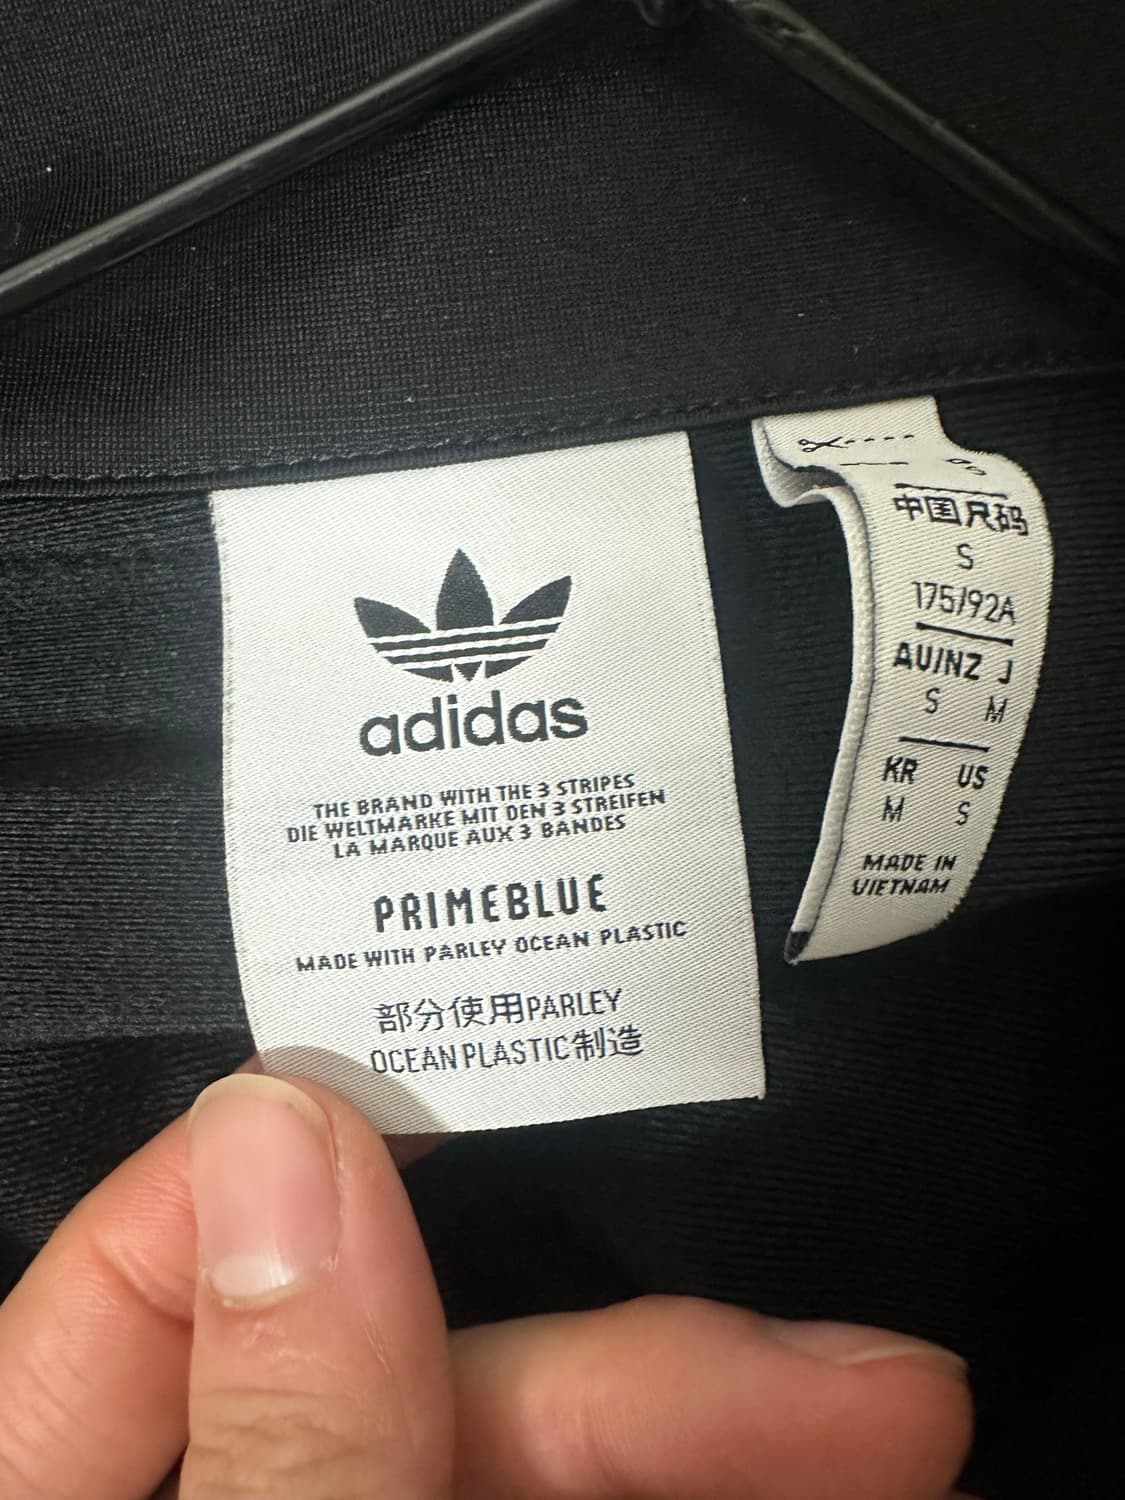 adidas
THE BRAND WITH THE 3 STRIPES
DIE WELTMARKE MIT DEN 3 STREIFEN
LA MARQUE AUX 3 BANDES
PRIMEBLUE
MADE WITH PARLEY OCEAN PLASTIC
部分使用PARLEY
OCEAN PLASTIC制造
中国尺码
S
175/92A
AU/NZ J
S M
KR US
M S
MADE IN
VIETNAM